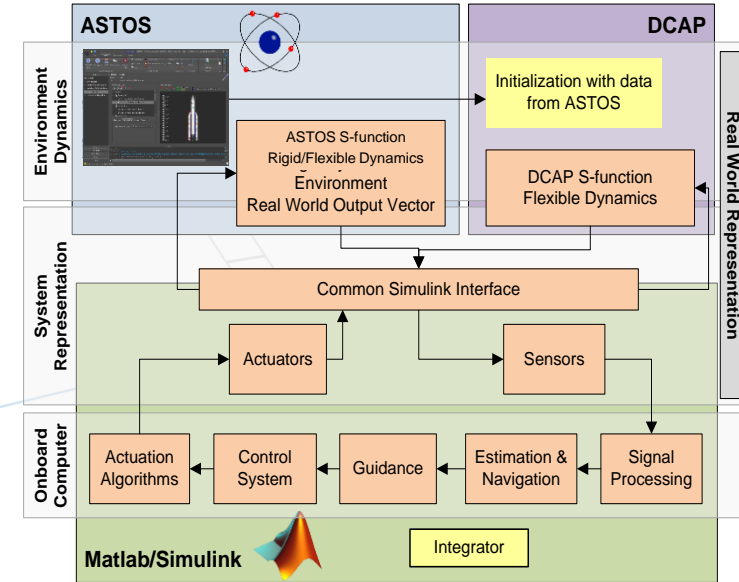 ASTOS
DCAP
Environment
Dynamics
Initialization with data
from ASTOS
ASTOS S-function
Rigid/Flexible Dynamics
Environment
Real World Output Vector
DCAP S-function
Flexible Dynamics
Real World Representation
System
Representation
Common Simulink Interface
Actuators
Sensors
Onboard
Computer
Actuation
Algorithms
Control
System
Guidance
Estimation &
Navigation
Signal
Processing
Matlab/Simulink
Integrator